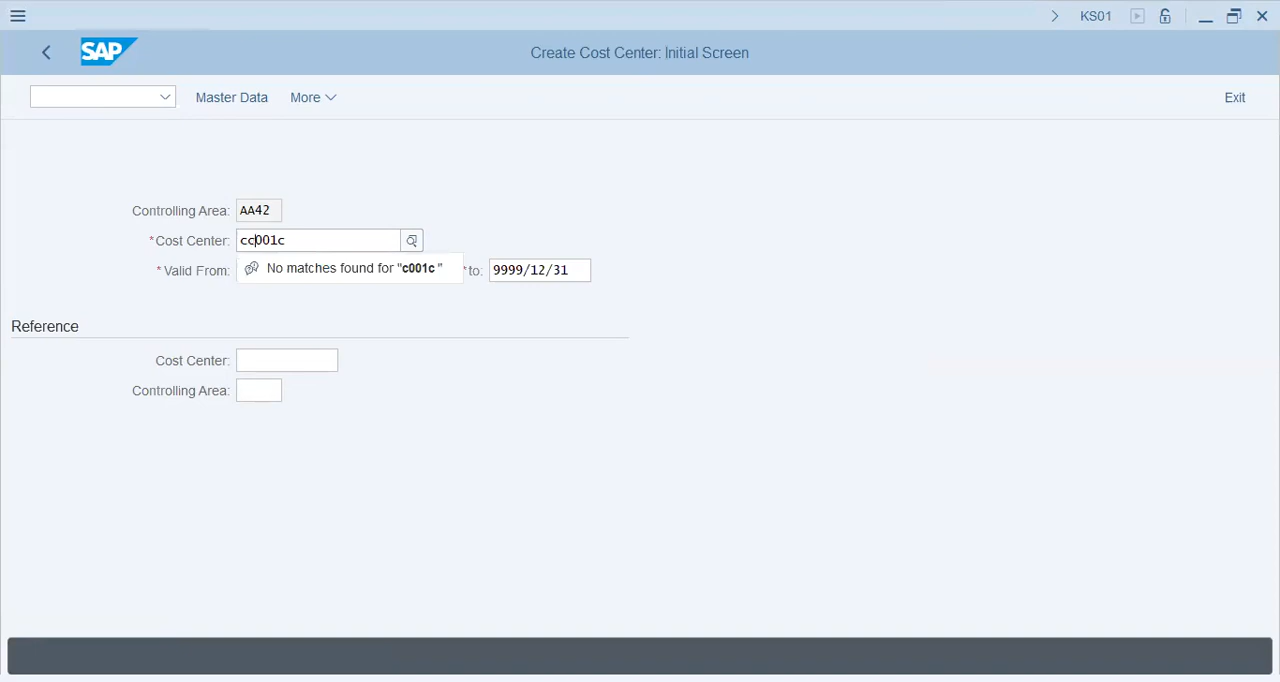 KS01
SAP Create Cost Center: Initial Screen
Master Data More Exit
Controlling Area: AA42
*Cost Center: cc001c
*Valid From: No matches found for "c001c " *to: 9999/12/31
Reference
Cost Center:
Controlling Area: